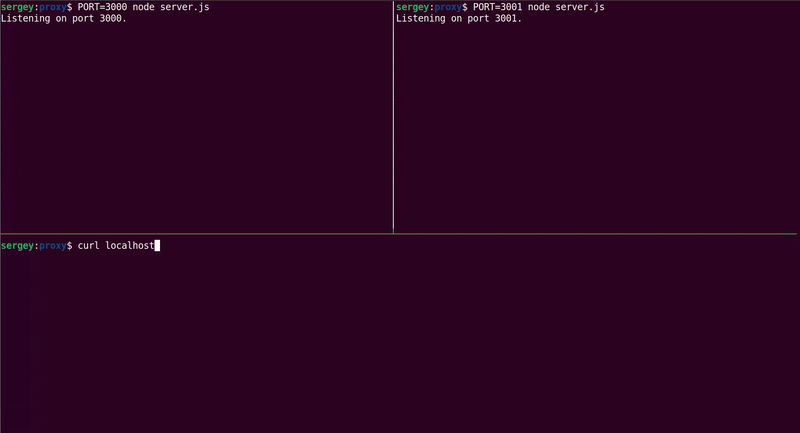 sergey:proxy$ PORT=3000 node server.js
Listening on port 3000.
sergey:proxy$ PORT=3001 node server.js
Listening on port 3001.
sergey:proxy$ curl localhost